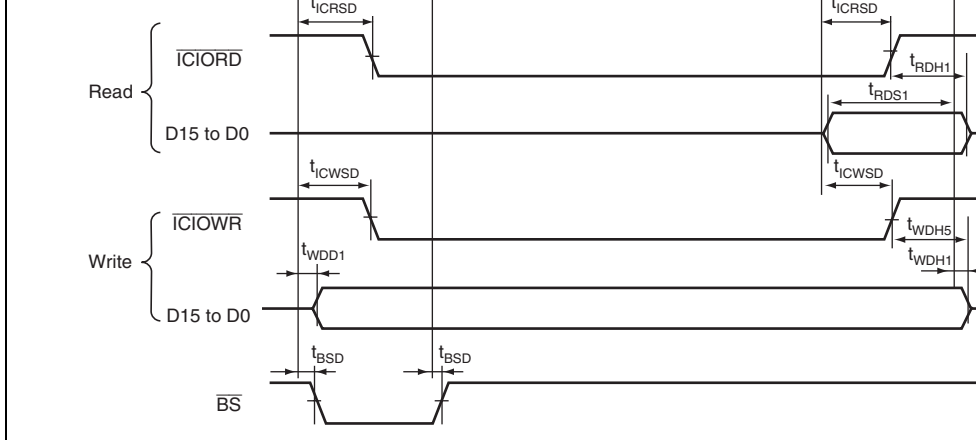 tICRSD tICRSD
ICIORD
tRDH1
Read
tRDS1
D15 to D0
tICWSD tICWSD
ICIOWR
tWDH5
tWDD1
Write
tWDH1
D15 to D0
tBSD tBSD
BS